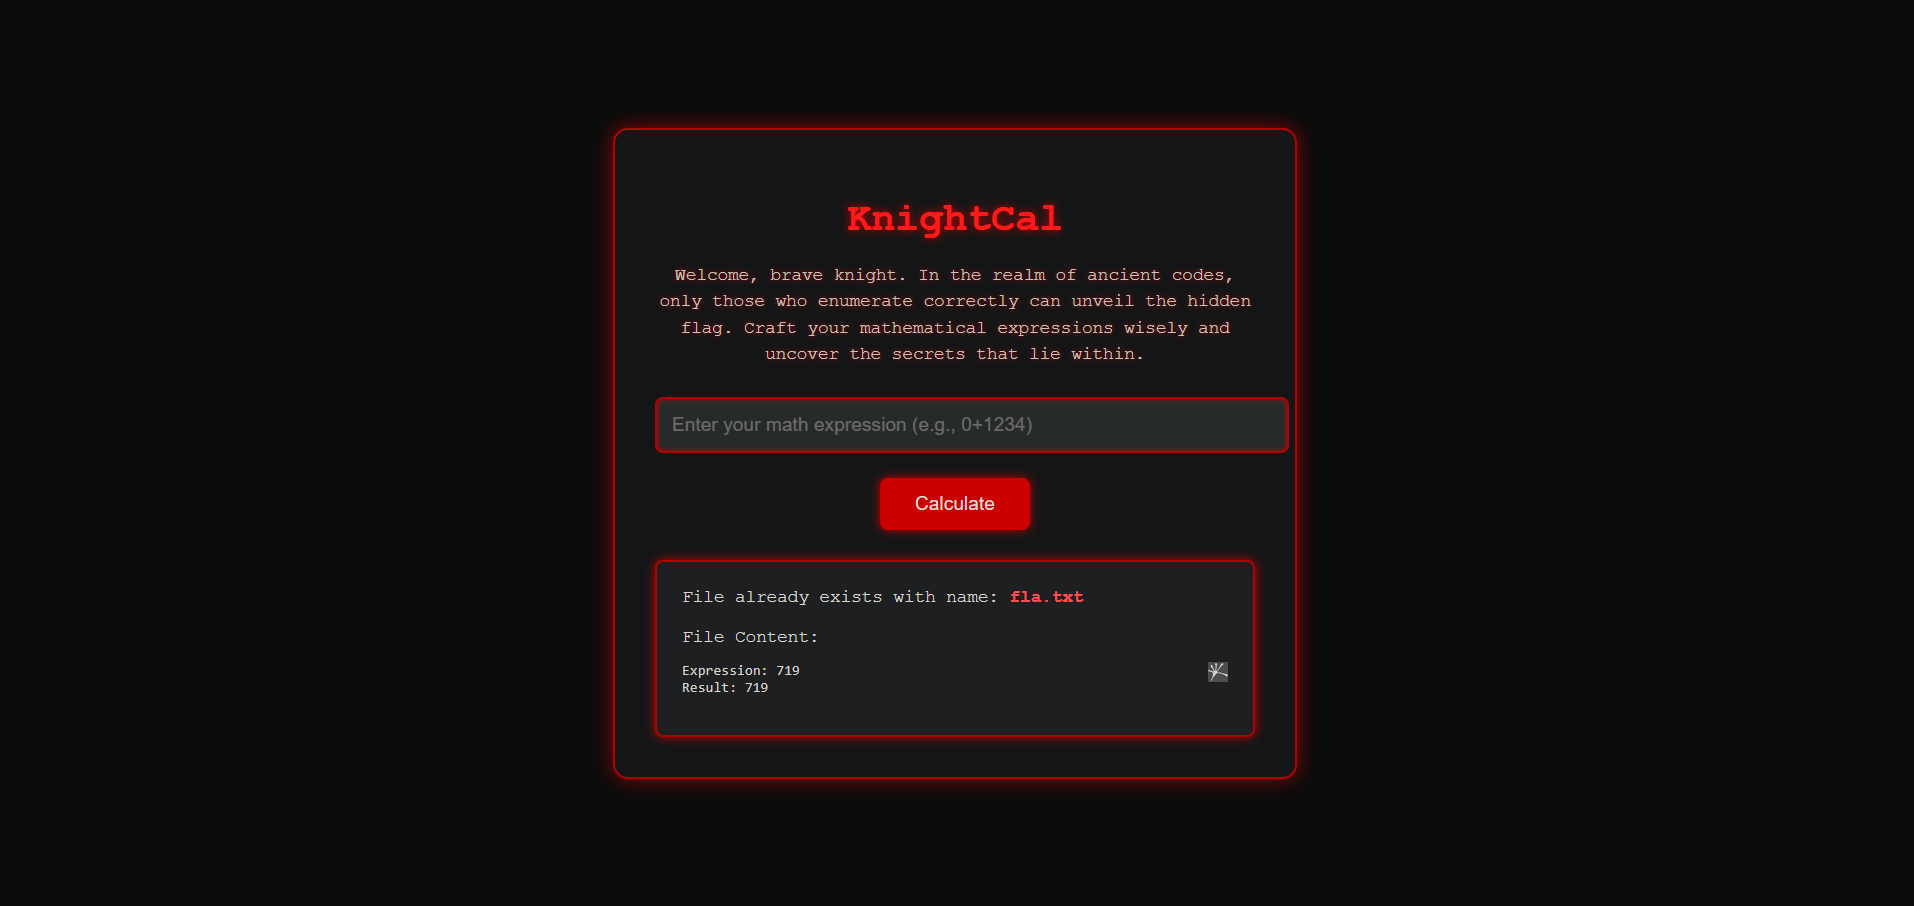 KnightCal
Welcome, brave knight. In the realm of ancient codes,
only those who enumerate correctly can unveil the hidden
flag. Craft your mathematical expressions wisely and
uncover the secrets that lie within.
Enter your math expression (e.g., 0+1234)
Calculate
File already exists with name: fla.txt
File Content:
Expression: 719
Result: 719